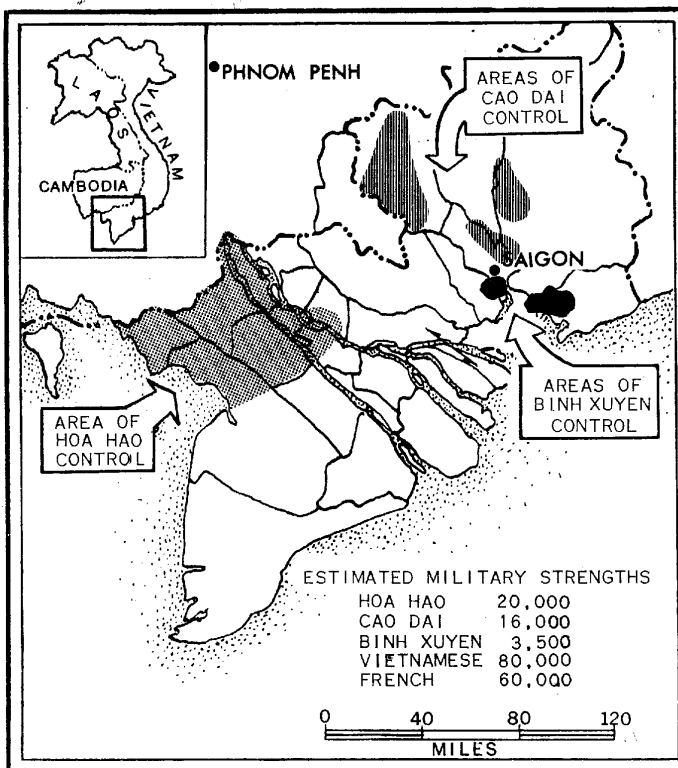 LAOS
VIETNAM
CAMBODIA
PHNOM PENH
AREAS OF
CAO DAI
CONTROL
SAIGON
AREAS OF
BINH XUYEN
CONTROL
AREA OF
HOA HAO
CONTROL
ESTIMATED MILITARY STRENGTHS
HOA HAO 20,000
CAO DAI 16,000
BINH XUYEN 3,500
VIETNAMESE 80,000
FRENCH 60,000
0 40 80 120
MILES